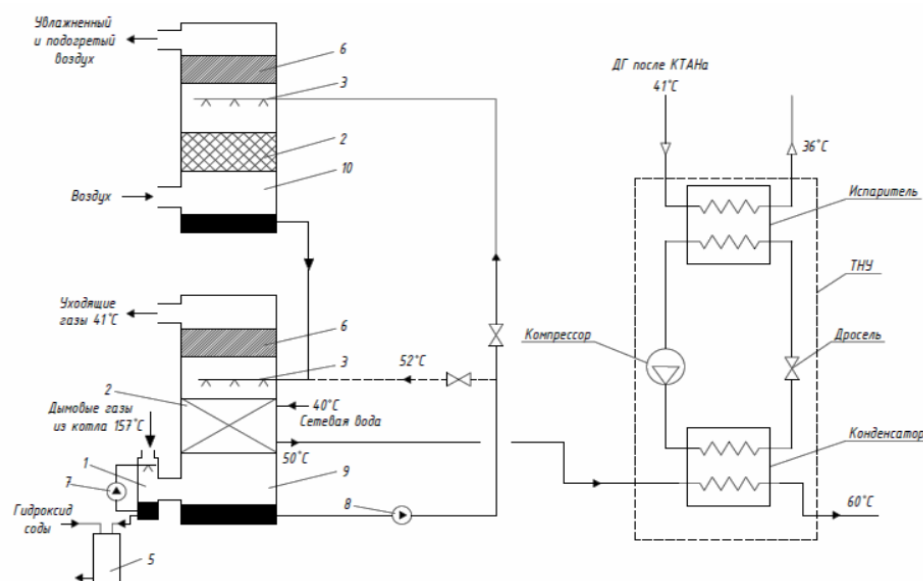 Увлажненный
и подогретый
воздух
6
3
2
10
Воздух
Уходящие
газы 41°C
6
3
52°C
2
40°C
Сетевая вода
Дымовые газы
из котла 157°C
50°C
1
7
9
8
Гидроксид
соды
5
ДГ после КТАНа
41°C
36°C
Испаритель
ТНУ
Компрессор
Дросель
Конденсатор
60°C